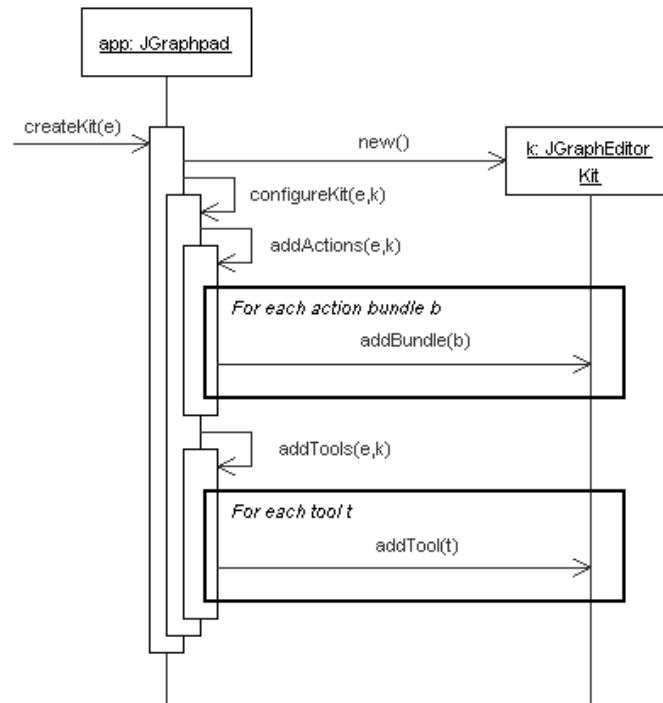 app: JGraphpad
createKit(e)
new()
k: JGraphEditor
Kit
configureKit(e,k)
addActions(e,k)
For each action bundle b
addBundle(b)
addTools(e,k)
For each tool t
addTool(t)